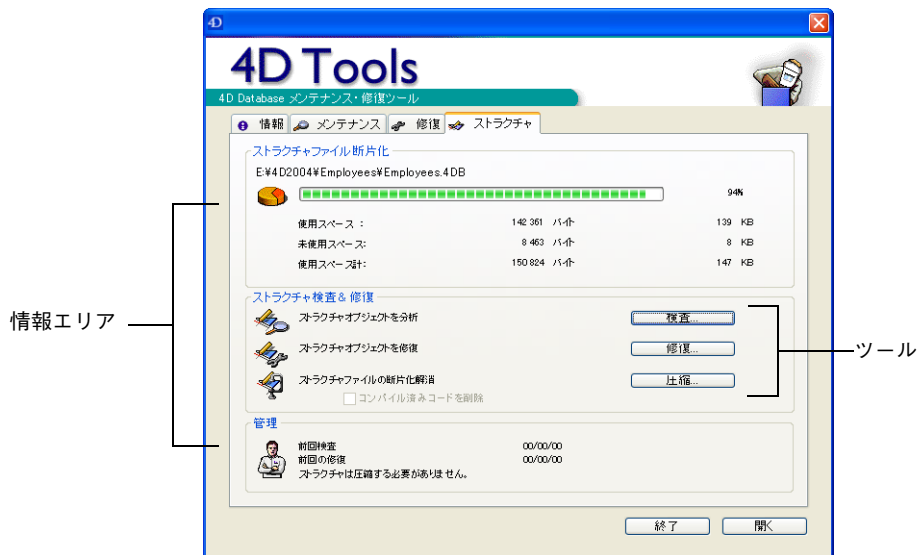 4D
4D Tools
4D Database メンテナンス・修復ツール
情報 メンテナンス 修復 ストラクチャ
ストラクチャファイル断片化
E:¥4D2004¥Employees¥Employees.4DB
94%
使用スペース： 142 361 バイト 139 KB
未使用スペース: 8 463 バイト 8 KB
使用スペース計: 150 824 バイト 147 KB
情報エリア
ストラクチャ検査& 修復
ストラクチャオブジェクトを分析 検査...
ストラクチャオブジェクトを修復 修復...
ツール
ストラクチャファイルの断片化解消 圧縮...
コンパイル済みコードを削除
管理
前回検査 00/00/00
前回の修復 00/00/00
ストラクチャは圧縮する必要がありません。
終了 開く